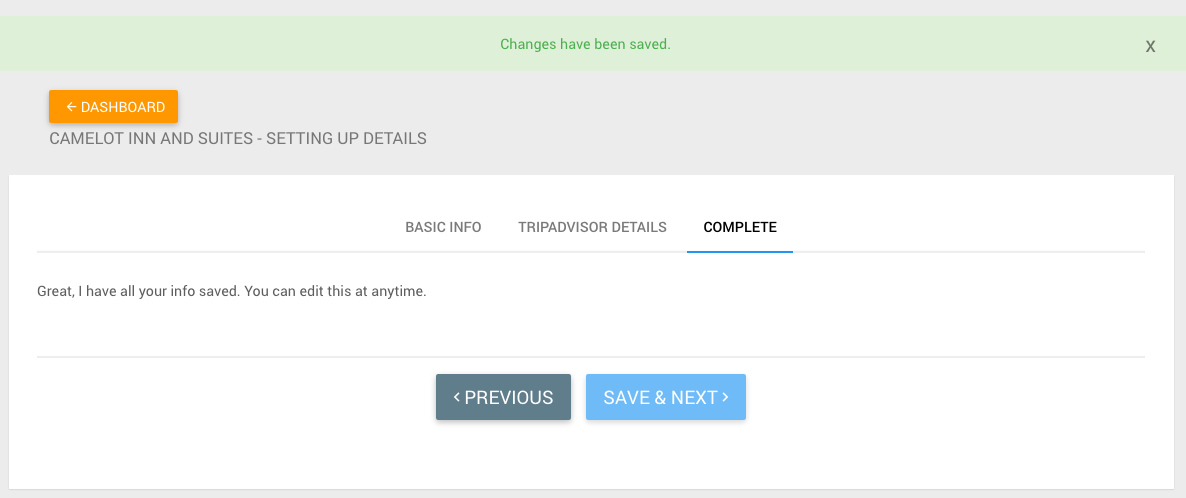 Changes have been saved.
X
← DASHBOARD
CAMELOT INN AND SUITES - SETTING UP DETAILS
BASIC INFO TRIPADVISOR DETAILS COMPLETE
Great, I have all your info saved. You can edit this at anytime.
‹ PREVIOUS SAVE & NEXT ›